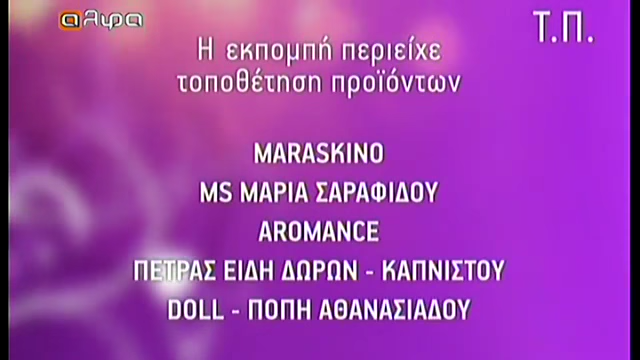 αλφα
Τ.Π.
Η εκπομπή περιείχε
τοποθέτηση προϊόντων
MARASKINO
MS ΜΑΡΙΑ ΣΑΡΑΦΙΔΟΥ
AROMANCE
ΠΕΤΡΑΣ ΕΙΔΗ ΔΩΡΩΝ - ΚΑΠΝΙΣΤΟΥ
DOLL - ΠΟΠΗ ΑΘΑΝΑΣΙΑΔΟΥ